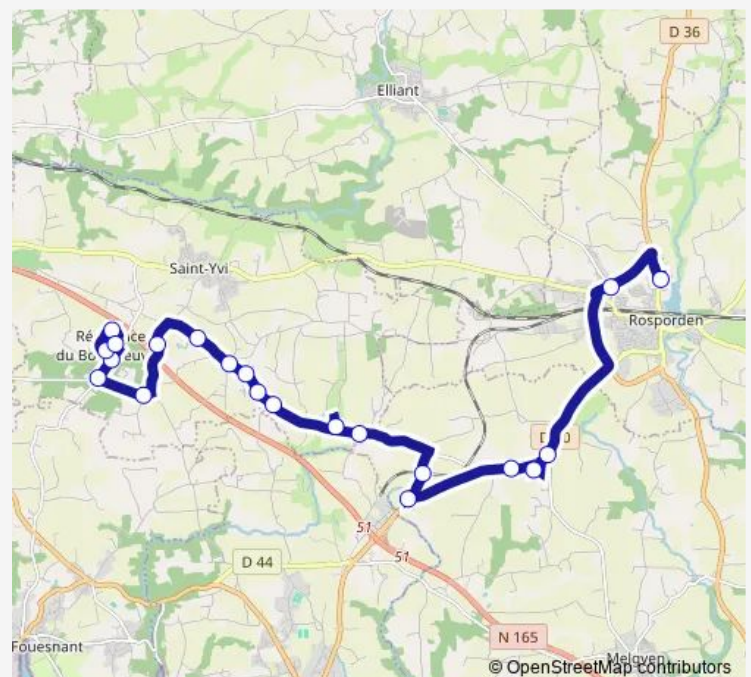 D 36
Elliant
Saint-Yvi
Rosporden
51
51
D 44
N 165
Fouesnant
Melgven
© OpenStreetMap contributors